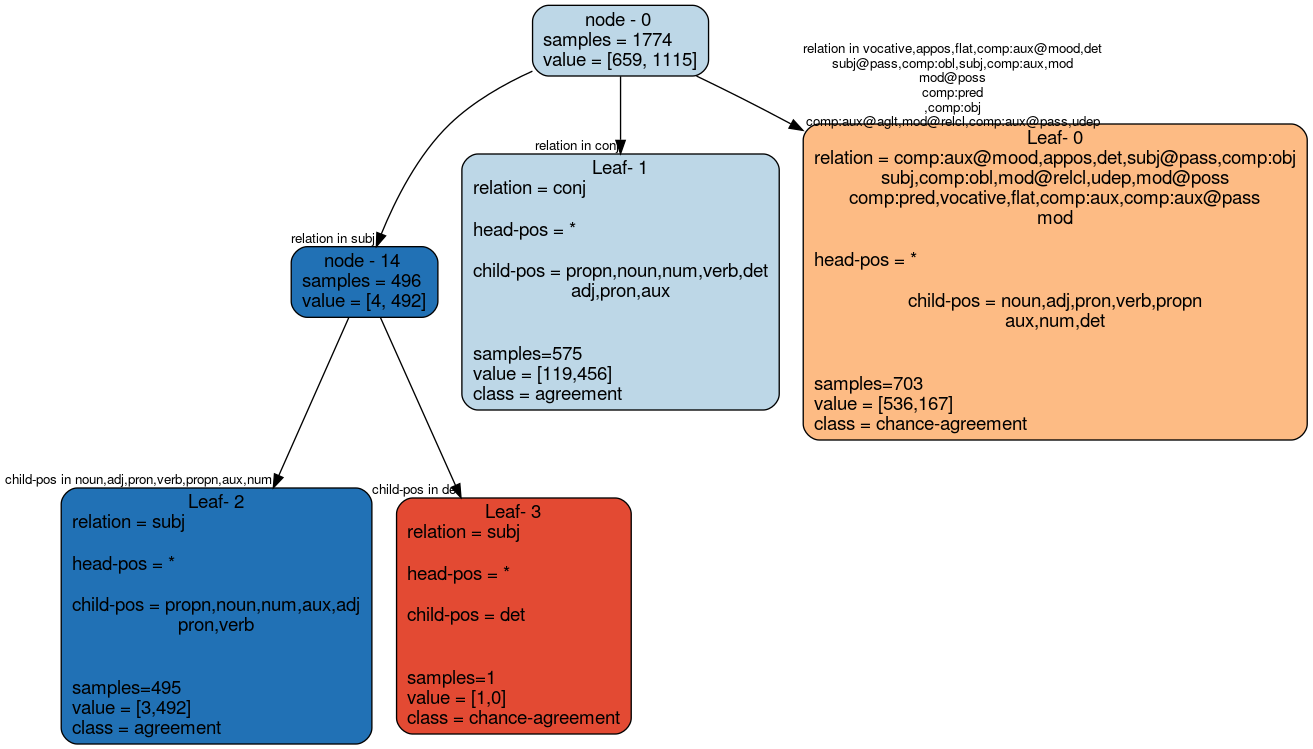 node - 0
samples = 1774
value = [659, 1115]
relation in vocative,appos,flat,comp:aux@mood,det
subj@pass,comp:obl,subj,comp:aux,mod
mod@poss
comp:pred
,comp:obj
comp:aux@aglt,mod@relcl,comp:aux@pass,udep
relation in conj
Leaf- 1
relation = conj
head-pos = *
child-pos = propn,noun,num,verb,det
adj,pron,aux
samples=575
value = [119,456]
class = agreement
Leaf- 0
relation = comp:aux@mood,appos,det,subj@pass,comp:obj
subj,comp:obl,mod@relcl,udep,mod@poss
comp:pred,vocative,flat,comp:aux,comp:aux@pass
mod
head-pos = *
child-pos = noun,adj,pron,verb,propn
aux,num,det
samples=703
value = [536,167]
class = chance-agreement
relation in subj
node - 14
samples = 496
value = [4, 492]
child-pos in noun,adj,pron,verb,propn,aux,num
Leaf- 2
relation = subj
head-pos = *
child-pos = propn,noun,num,aux,adj
pron,verb
samples=495
value = [3,492]
class = agreement
child-pos in det
Leaf- 3
relation = subj
head-pos = *
child-pos = det
samples=1
value = [1,0]
class = chance-agreement